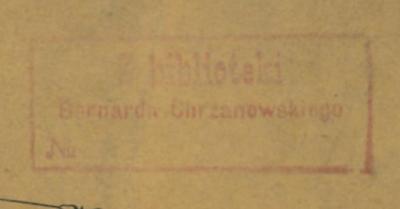 Z biblioteki
Bernarda Chrzanowskiego
No